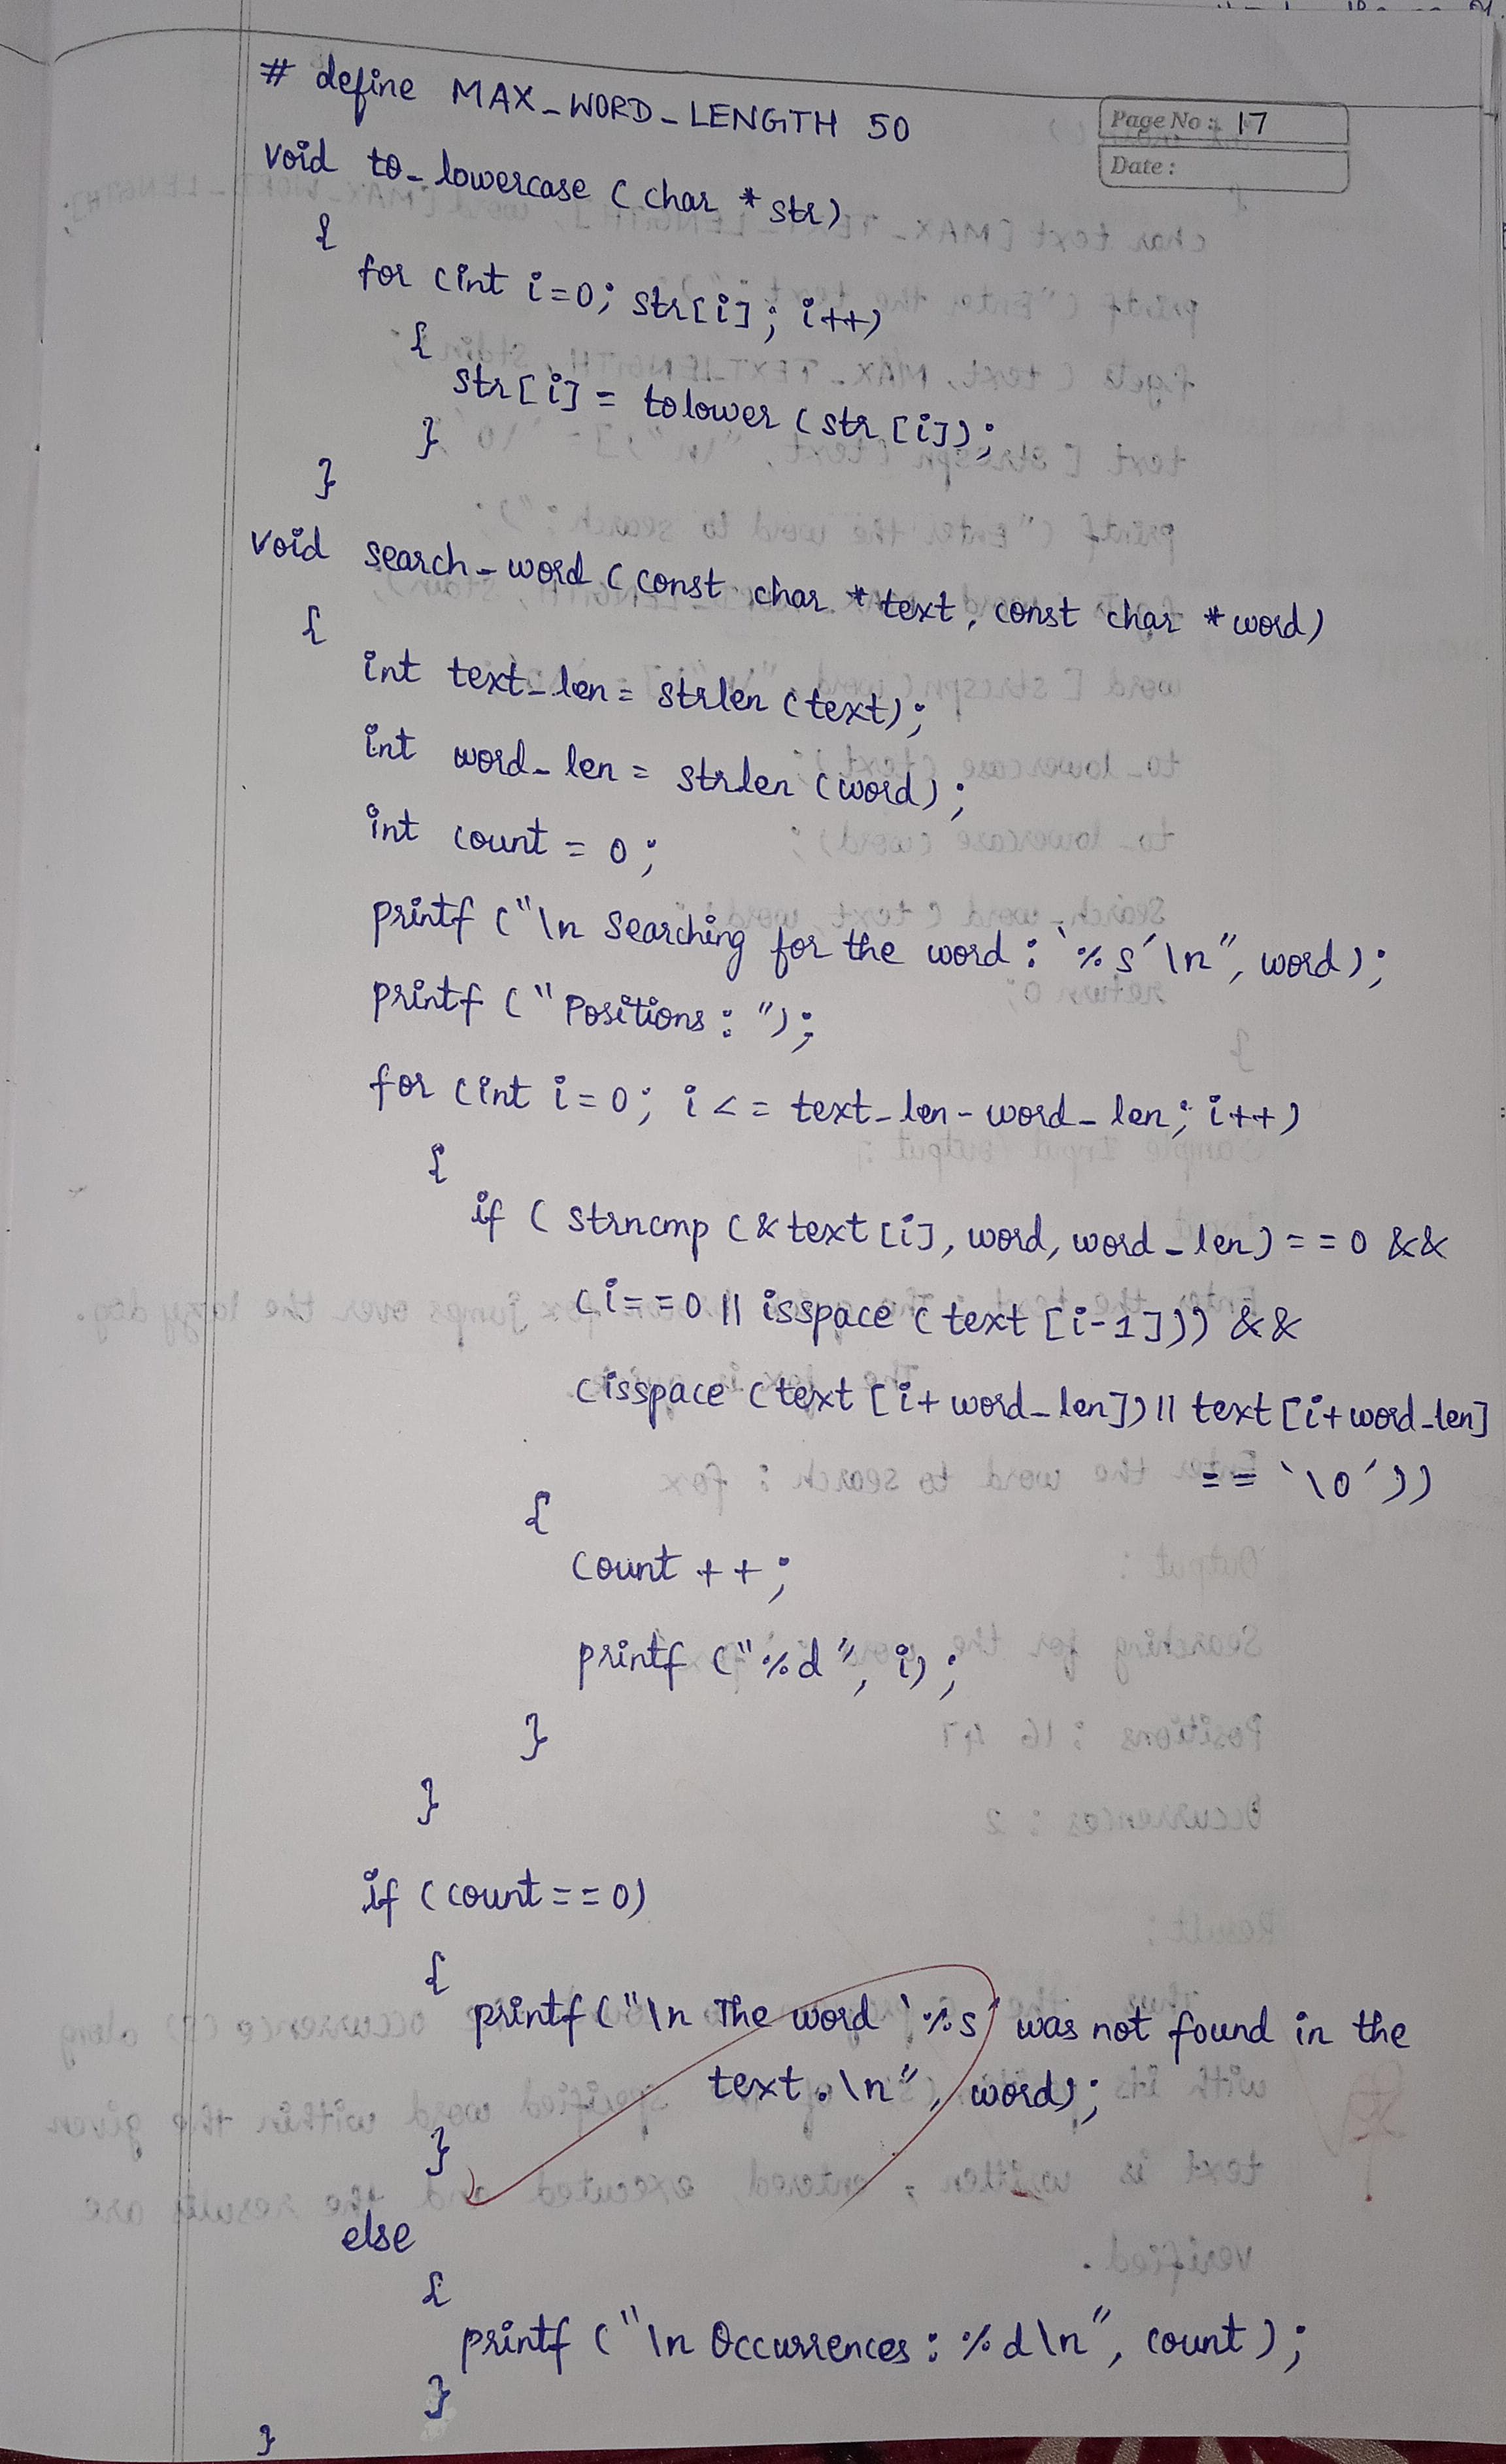 # define MAX_WORD_LENGTH 50
Page No : 17
Date :
void to_lowercase (char * str)
{
for (int i=0; str[i]; i++)
{
str[i] = tolower (str [i]);
}
}
void search_word (const char * text, const char * word)
{
int text_len = strlen (text);
int word_len = strlen (word);
int count = 0;
printf ("\n Searching for the word : '%s'\n", word);
printf ("Positions : ");
for (int i=0; i <= text_len - word_len; i++)
{
if ( strncmp (&text [i], word, word_len) == 0 &&
(i==0 || isspace (text [i-1])) &&
(isspace (text [i+word_len]) || text [i+word_len]
== '\0'))
{
count ++;
printf ("%d", i);
}
}
if (count==0)
{
printf ("\n The word '%s' was not found in the
text.\n", word);
}
else
{
printf ("\n Occurrences : %d\n", count);
}
}